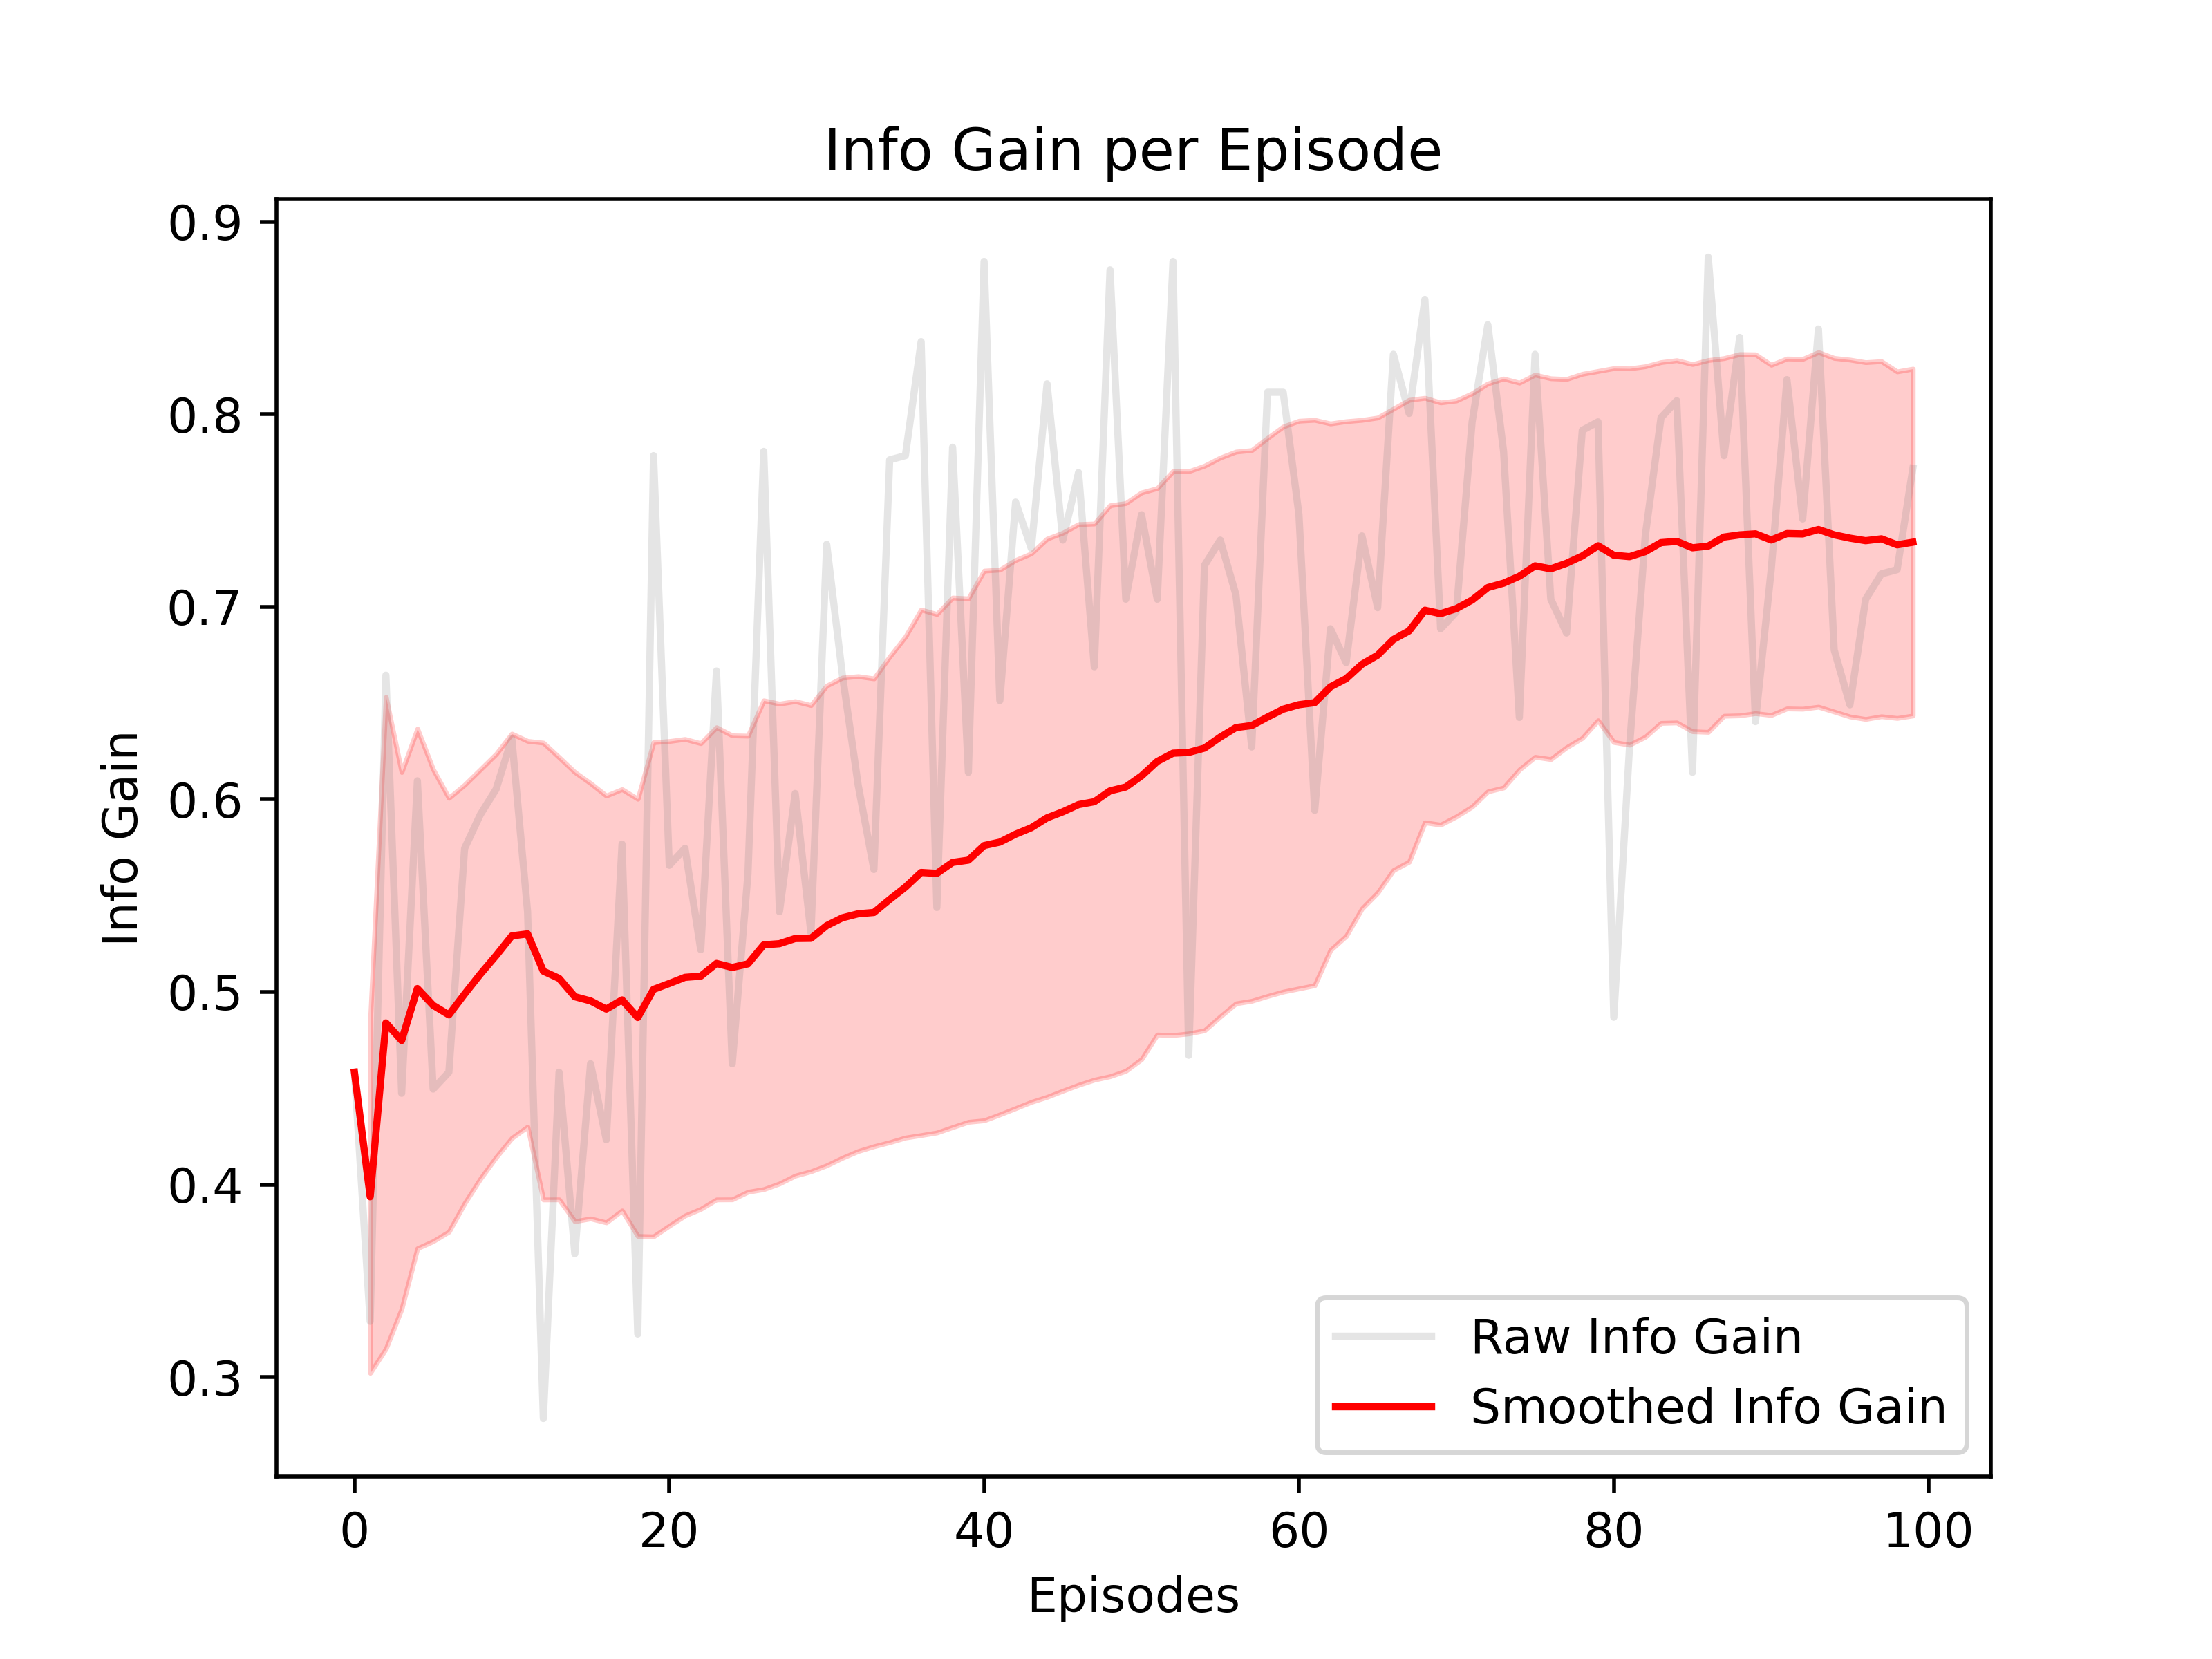 Info Gain per Episode
0.9
0.8
0.7
0.6
0.5
0.4
0.3
Info Gain
0 20 40 60 80 100
Episodes
Raw Info Gain
Smoothed Info Gain